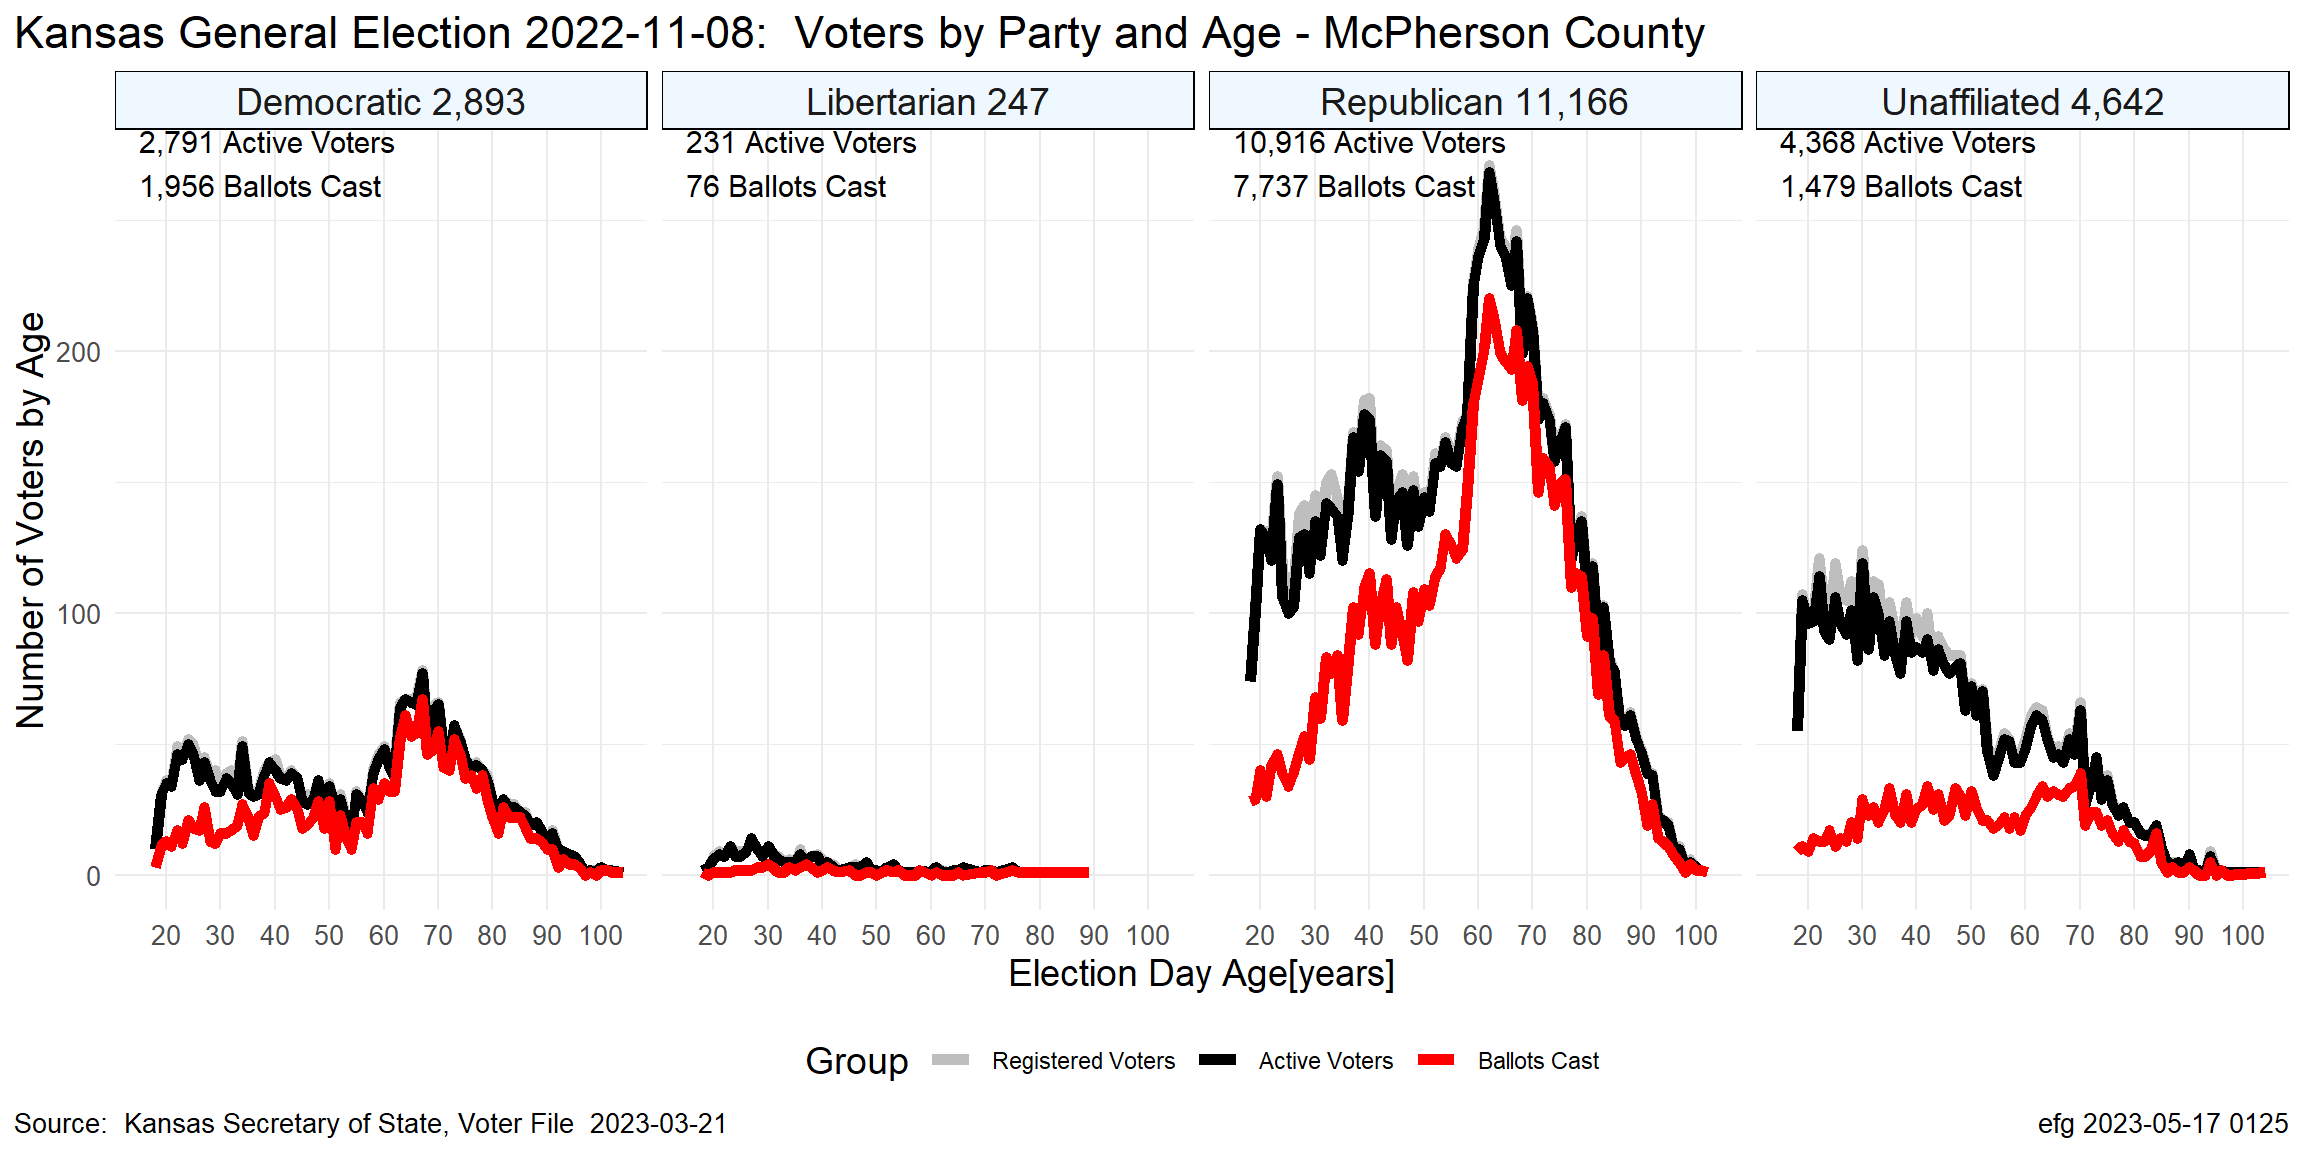 Kansas General Election 2022-11-08:  Voters by Party and Age - McPherson County
Democratic 2,893
Libertarian 247
Republican 11,166
Unaffiliated 4,642
2,791 Active Voters
1,956 Ballots Cast
231 Active Voters
76 Ballots Cast
10,916 Active Voters
7,737 Ballots Cast
4,368 Active Voters
1,479 Ballots Cast
Number of Voters by Age
200
100
0
20 30 40 50 60 70 80 90 100
20 30 40 50 60 70 80 90 100
20 30 40 50 60 70 80 90 100
20 30 40 50 60 70 80 90 100
Election Day Age[years]
Group Registered Voters Active Voters Ballots Cast
Source:  Kansas Secretary of State, Voter File  2023-03-21
efg 2023-05-17 0125